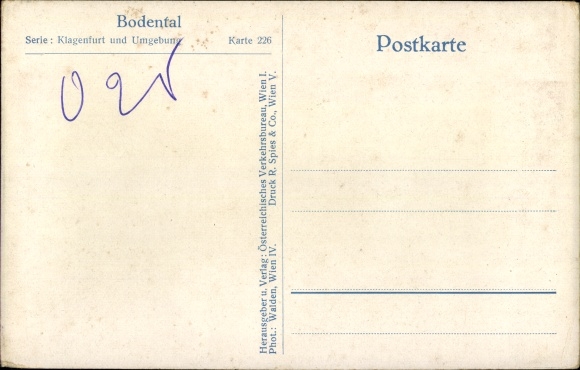 Bodental
Serie: Klagenfurt und Umgebung Karte 226
Postkarte
Herausgeber u. Verlag: Österreichisches Verkehrsbureau, Wien I.
Phot.: Walden, Wien IV. Druck R. Spies & Co., Wien V.